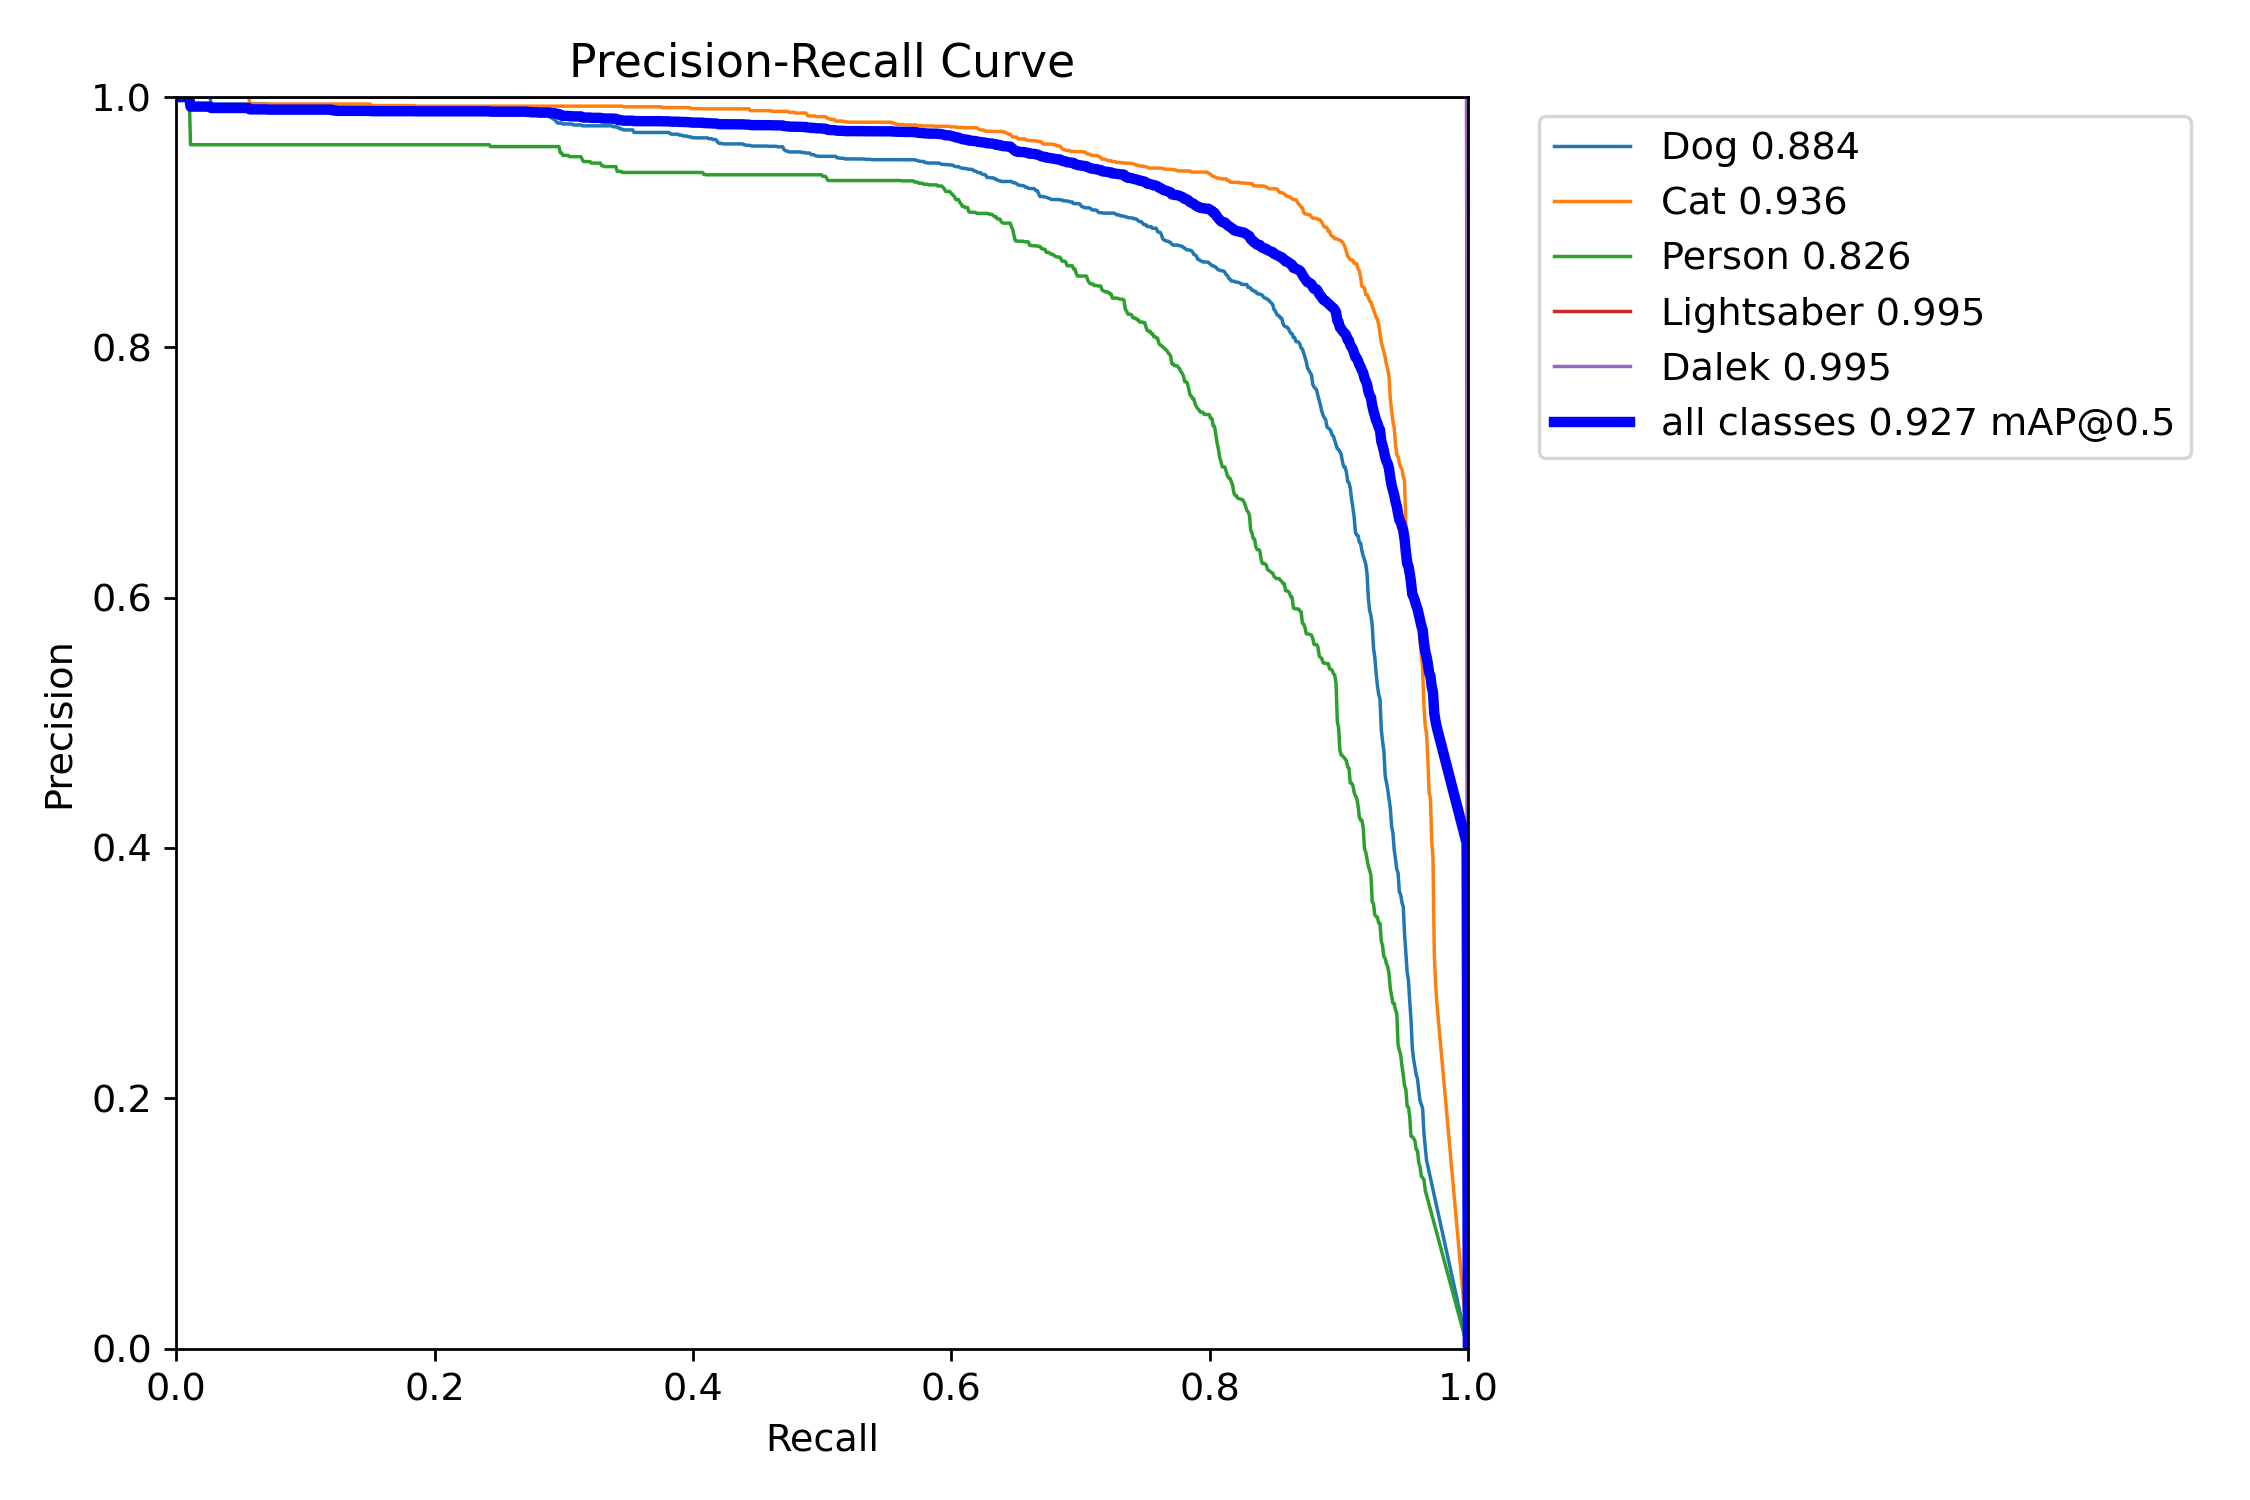 Precision-Recall Curve
1.0
0.8
0.6
0.4
0.2
0.0
Precision
0.0 0.2 0.4 0.6 0.8 1.0
Recall
Dog 0.884
Cat 0.936
Person 0.826
Lightsaber 0.995
Dalek 0.995
all classes 0.927 mAP@0.5